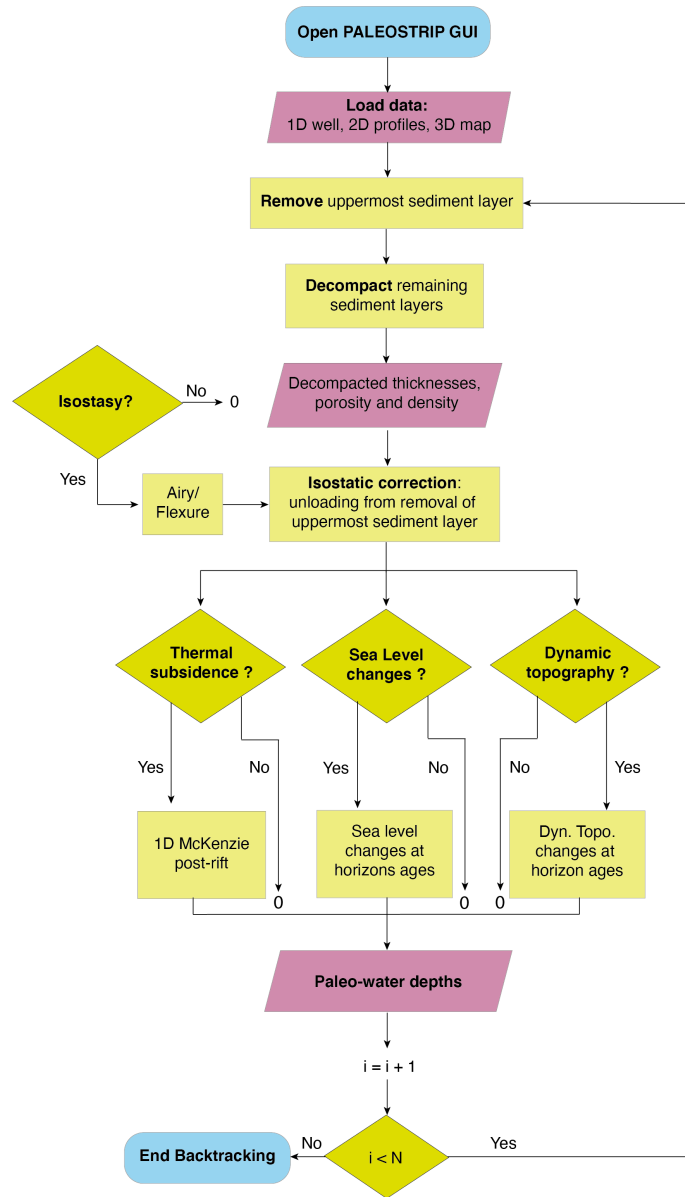 Open PALEOSTRIP GUI
Load data:
1D well, 2D profiles, 3D map
Remove uppermost sediment layer
Decompact remaining
sediment layers
Decompacted thicknesses,
porosity and density
Isostasy?
No
0
Yes
Airy/
Flexure
Isostatic correction:
unloading from removal of
uppermost sediment layer
Thermal
subsidence ?
Sea Level
changes ?
Dynamic
topography ?
Yes
No
Yes
No
No
Yes
1D McKenzie
post-rift
0
Sea level
changes at
horizons ages
0
0
Dyn. Topo.
changes at
horizon ages
Paleo-water depths
i = i + 1
i < N
No
Yes
End Backtracking